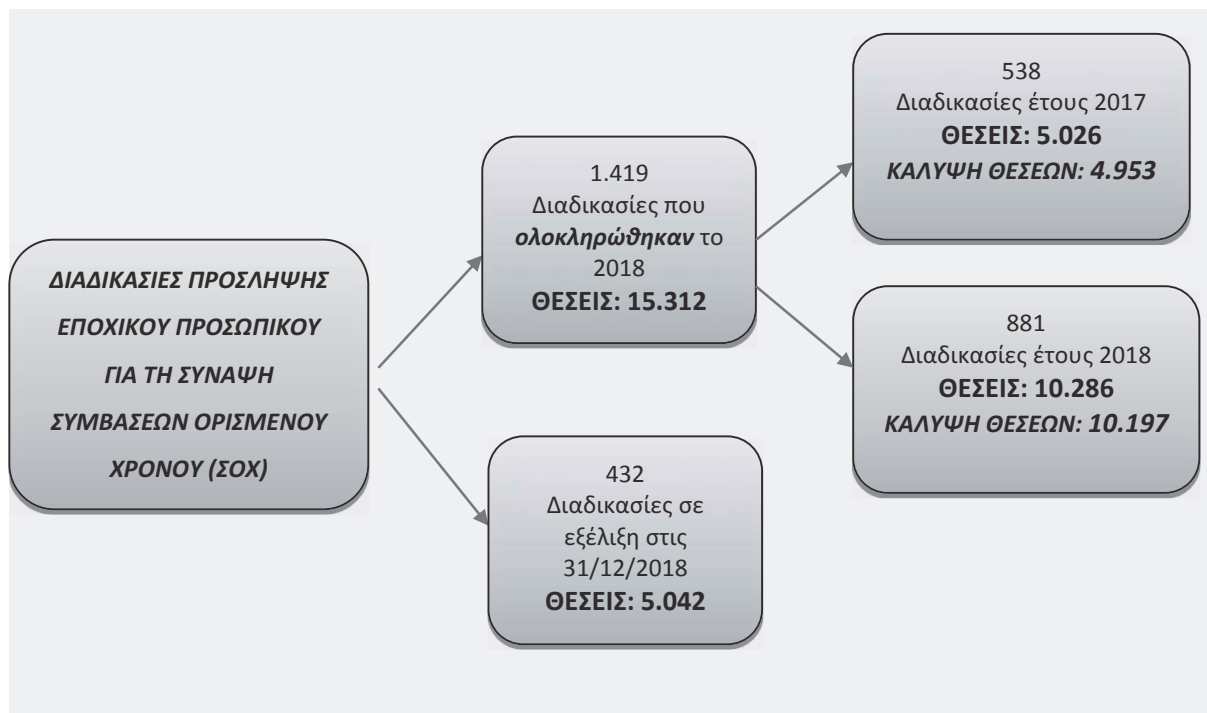 ΔΙΑΔΙΚΑΣΙΕΣ ΠΡΟΣΛΗΨΗΣ
ΕΠΟΧΙΚΟΥ ΠΡΟΣΩΠΙΚΟΥ
ΓΙΑ ΤΗ ΣΥΝΑΨΗ
ΣΥΜΒΑΣΕΩΝ ΟΡΙΣΜΕΝΟΥ
ΧΡΟΝΟΥ (ΣΟΧ)
1.419
Διαδικασίες που
ολοκληρώθηκαν το
2018
ΘΕΣΕΙΣ: 15.312
432
Διαδικασίες σε
εξέλιξη στις
31/12/2018
ΘΕΣΕΙΣ: 5.042
538
Διαδικασίες έτους 2017
ΘΕΣΕΙΣ: 5.026
ΚΑΛΥΨΗ ΘΕΣΕΩΝ: 4.953
881
Διαδικασίες έτους 2018
ΘΕΣΕΙΣ: 10.286
ΚΑΛΥΨΗ ΘΕΣΕΩΝ: 10.197